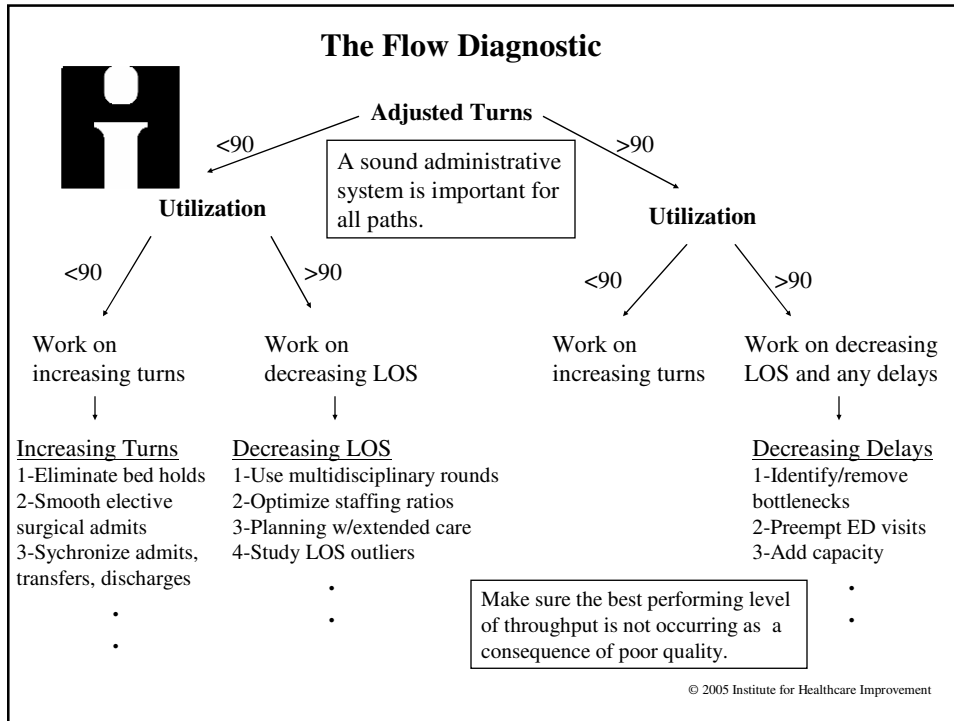 The Flow Diagnostic
Adjusted Turns
<90
>90
A sound administrative
system is important for
all paths.
Utilization
Utilization
<90
>90
<90
>90
Work on
increasing turns
Work on
decreasing LOS
Work on
increasing turns
Work on decreasing
LOS and any delays
Increasing Turns
1-Eliminate bed holds
2-Smooth elective
surgical admits
3-Sychronize admits,
transfers, discharges
.
.
Decreasing LOS
1-Use multidisciplinary rounds
2-Optimize staffing ratios
3-Planning w/extended care
4-Study LOS outliers
.
.
Decreasing Delays
1-Identify/remove
bottlenecks
2-Preempt ED visits
3-Add capacity
.
.
Make sure the best performing level
of throughput is not occurring as a
consequence of poor quality.
© 2005 Institute for Healthcare Improvement